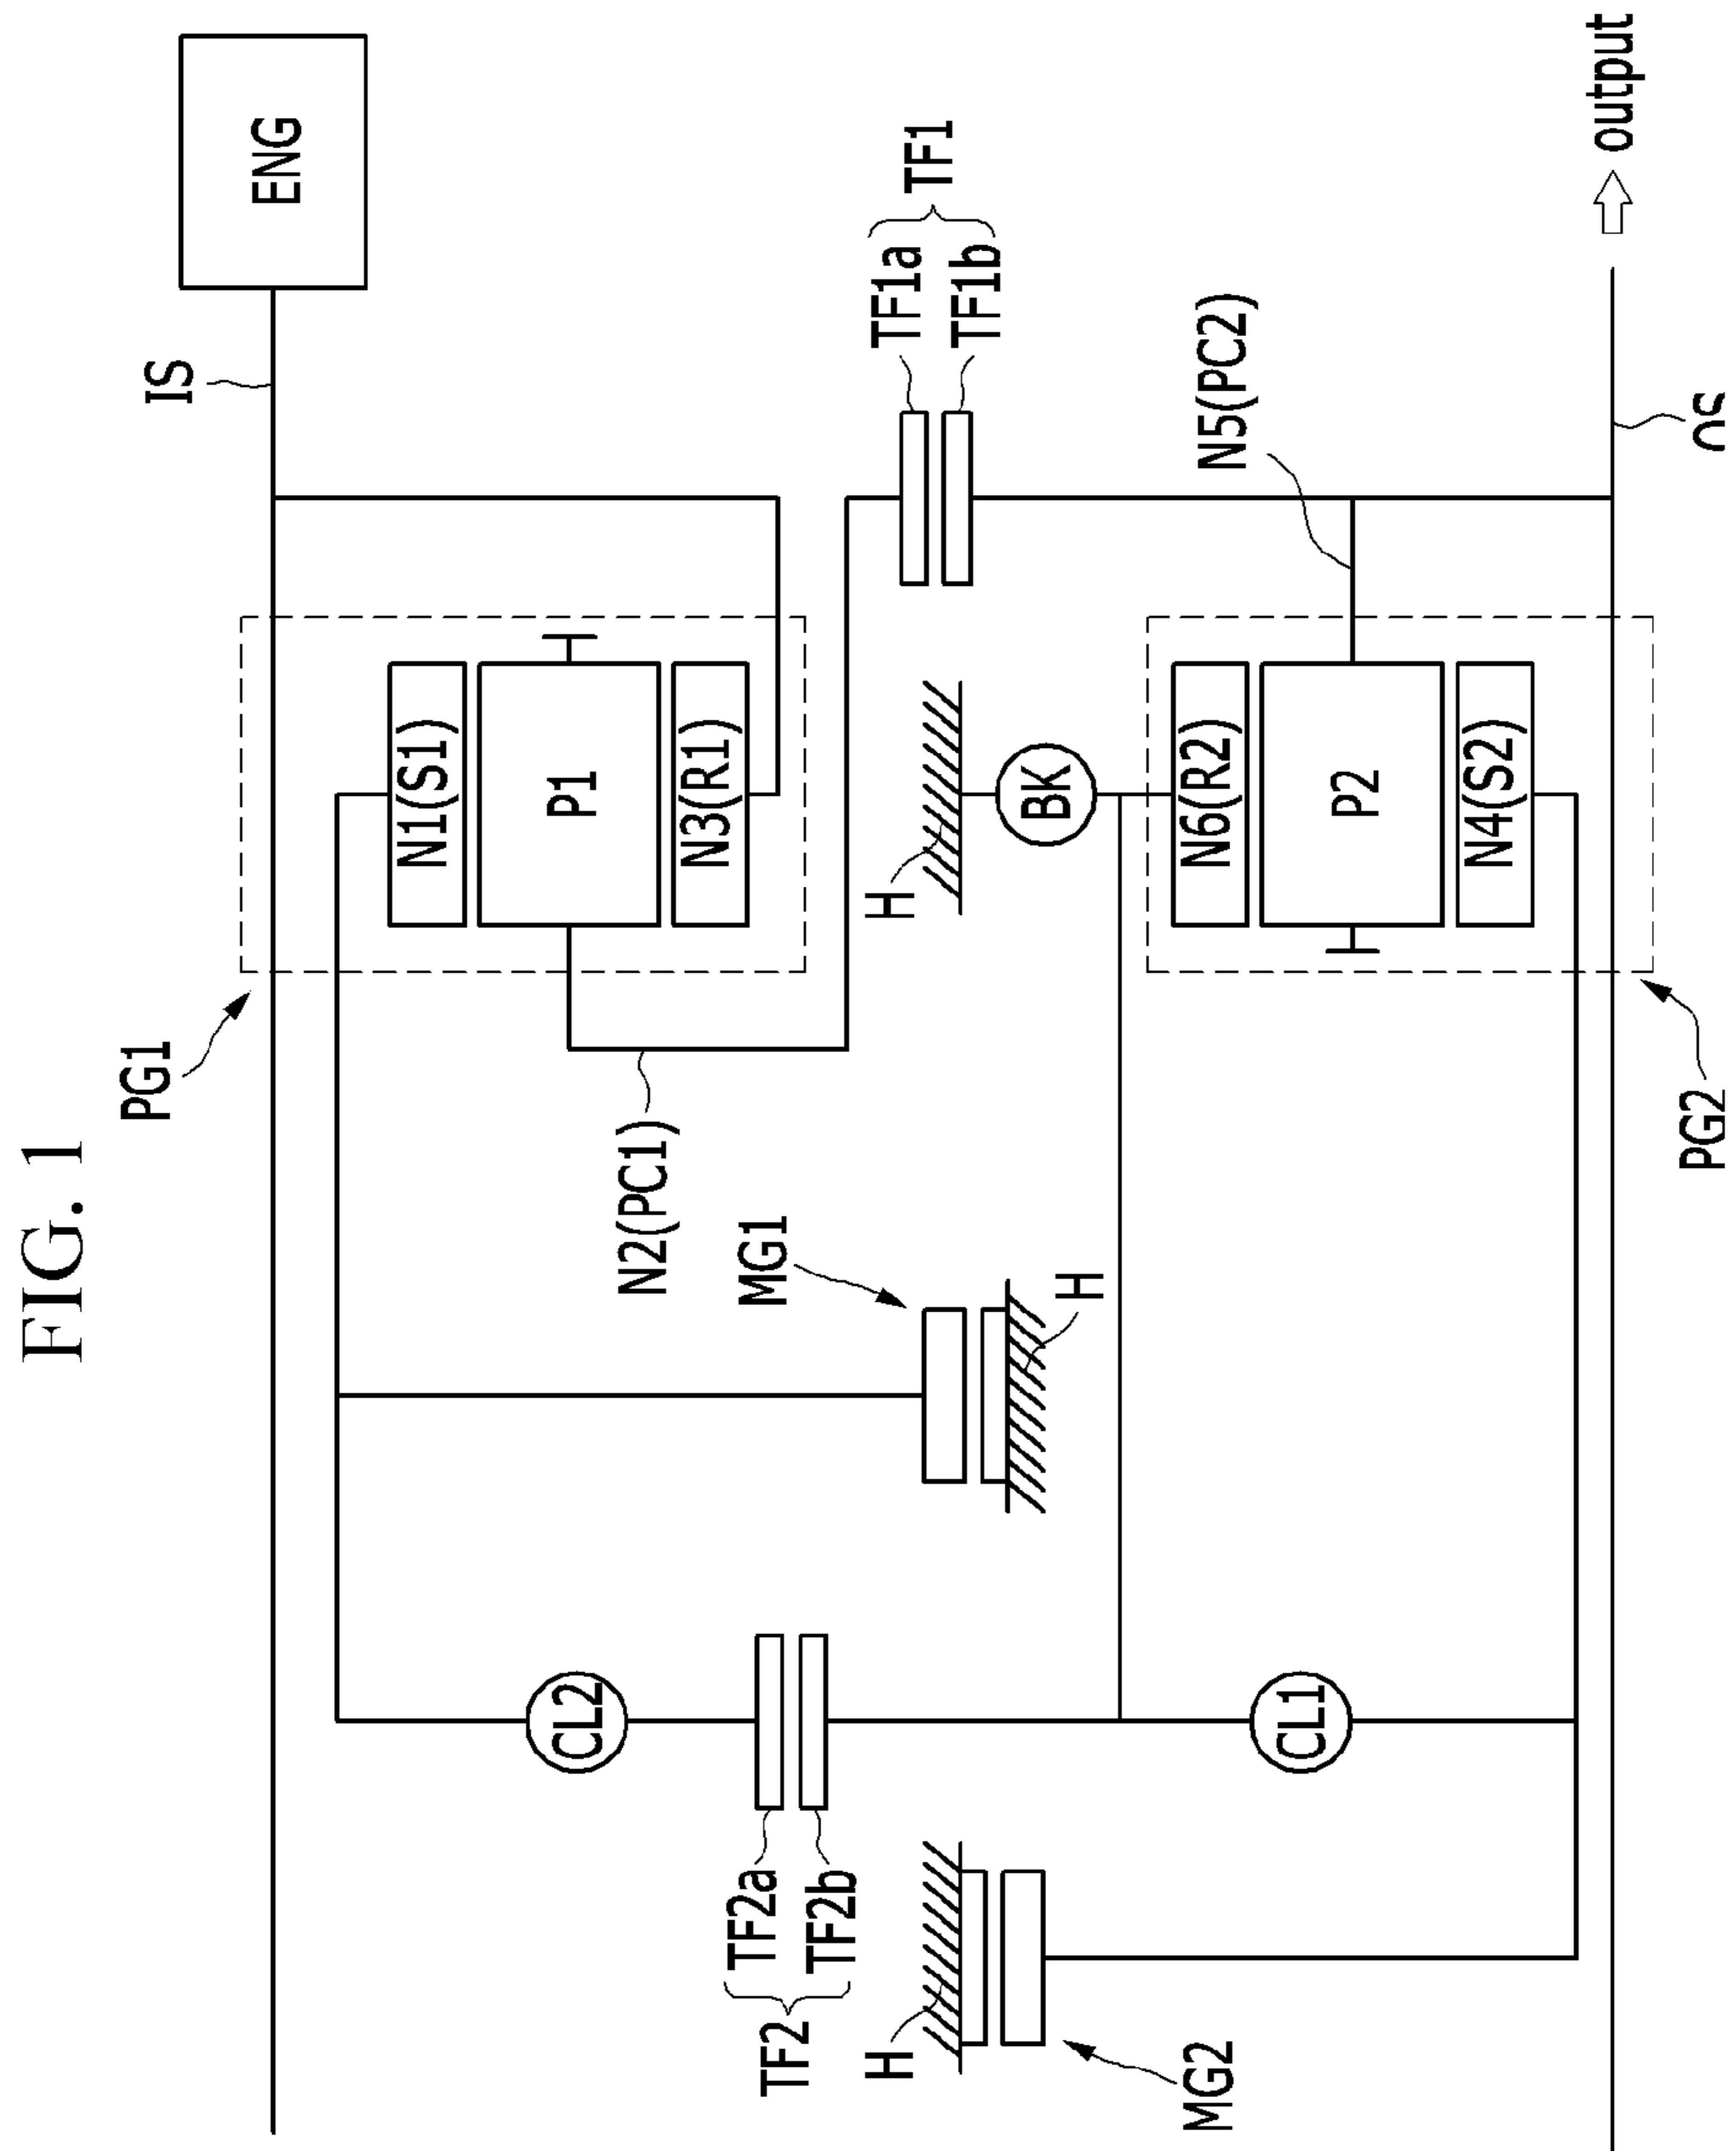 FIG. 1
PG1
IS
ENG
N1(S1)
CL2
P1
N2(PC1)
N3(R1)
TF2a
MG1
TF2
TF2b
H
H
TF1a
TF1
TF1b
BK
H
MG2
N6(R2)
N5(PC2)
CL1
P2
N4(S2)
output
PG2
OS